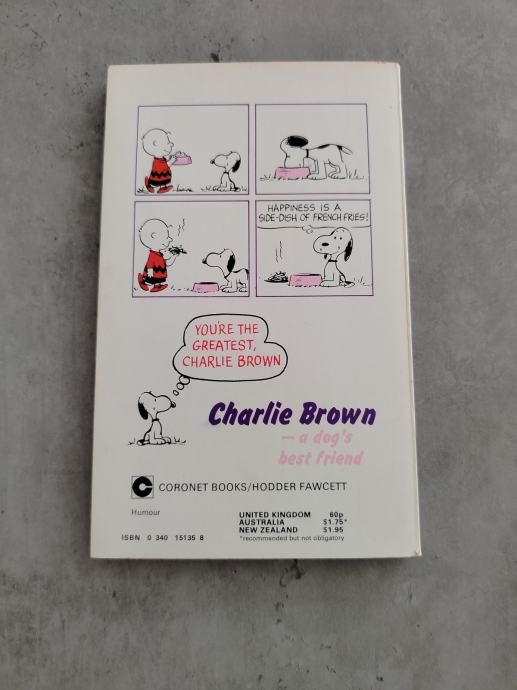 HAPPINESS IS A
SIDE-DISH OF FRENCH FRIES!
YOU'RE THE
GREATEST,
CHARLIE BROWN
Charlie Brown
— a dog's
best friend
CORONET BOOKS/HODDER FAWCETT
Humour
UNITED KINGDOM 60p
AUSTRALIA $1.75*
NEW ZEALAND $1.95
*recommended but not obligatory
ISBN 0 340 15135 8